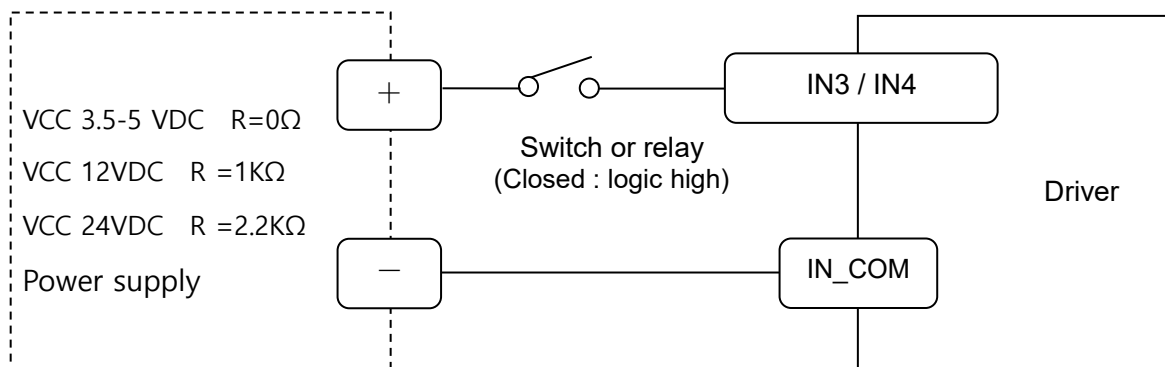 +
IN3 / IN4
VCC 3.5-5 VDC R=0Ω
Switch or relay
(Closed : logic high)
VCC 12VDC R =1KΩ
Driver
VCC 24VDC R =2.2KΩ
Power supply
−
IN_COM